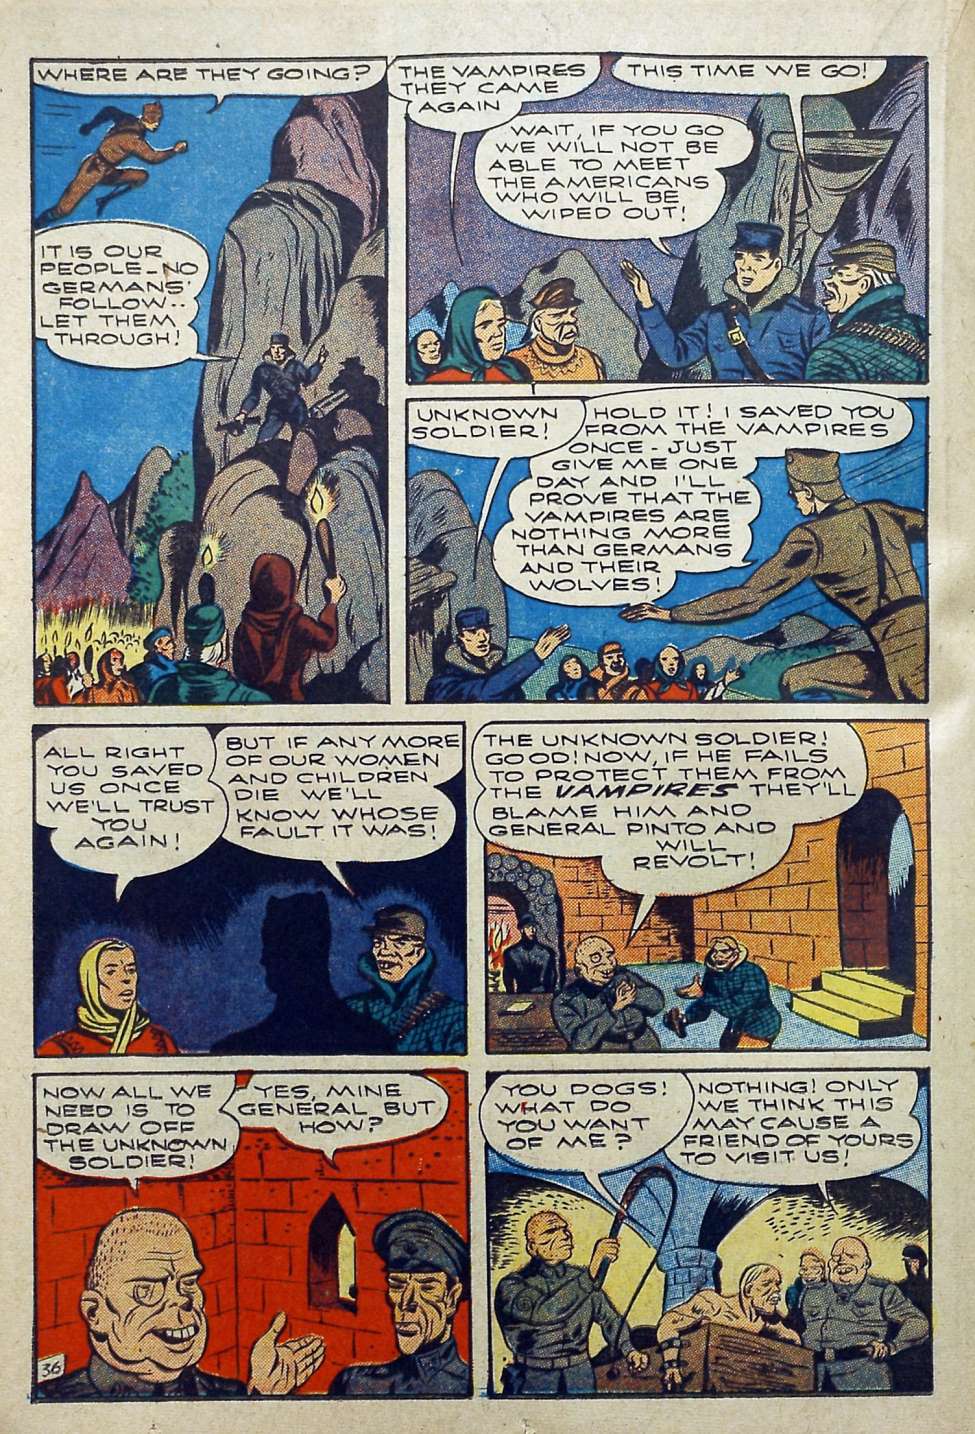 WHERE ARE THEY GOING?
IT IS OUR
PEOPLE - NO
GERMANS'
FOLLOW..
LET THEM
THROUGH!
THE VAMPIRES
THEY CAME
AGAIN
THIS TIME WE GO!
WAIT, IF YOU GO
WE WILL NOT BE
ABLE TO MEET
THE AMERICANS
WHO WILL BE
WIPED OUT!
UNKNOWN
SOLDIER!
HOLD IT! I SAVED YOU
FROM THE VAMPIRES
ONCE - JUST
GIVE ME ONE
DAY AND I'LL
PROVE THAT THE
VAMPIRES ARE
NOTHING MORE
THAN GERMANS
AND THEIR
WOLVES!
ALL RIGHT
YOU SAVED
US ONCE
WE'LL TRUST
YOU
AGAIN!
BUT IF ANY MORE
OF OUR WOMEN
AND CHILDREN
DIE WE'LL
KNOW WHOSE
FAULT IT WAS!
THE UNKNOWN SOLDIER!
GOOD! NOW, IF HE FAILS
TO PROTECT THEM FROM
THE VAMPIRES THEY'LL
BLAME HIM AND
GENERAL PINTO AND
WILL
REVOLT!
NOW ALL WE
NEED IS TO
DRAW OFF
THE UNKNOWN
SOLDIER!
YES, MINE
GENERAL, BUT
HOW?
YOU DOGS!
WHAT DO
YOU WANT
OF ME?
NOTHING! ONLY
WE THINK THIS
MAY CAUSE A
FRIEND OF YOURS
TO VISIT US!
36